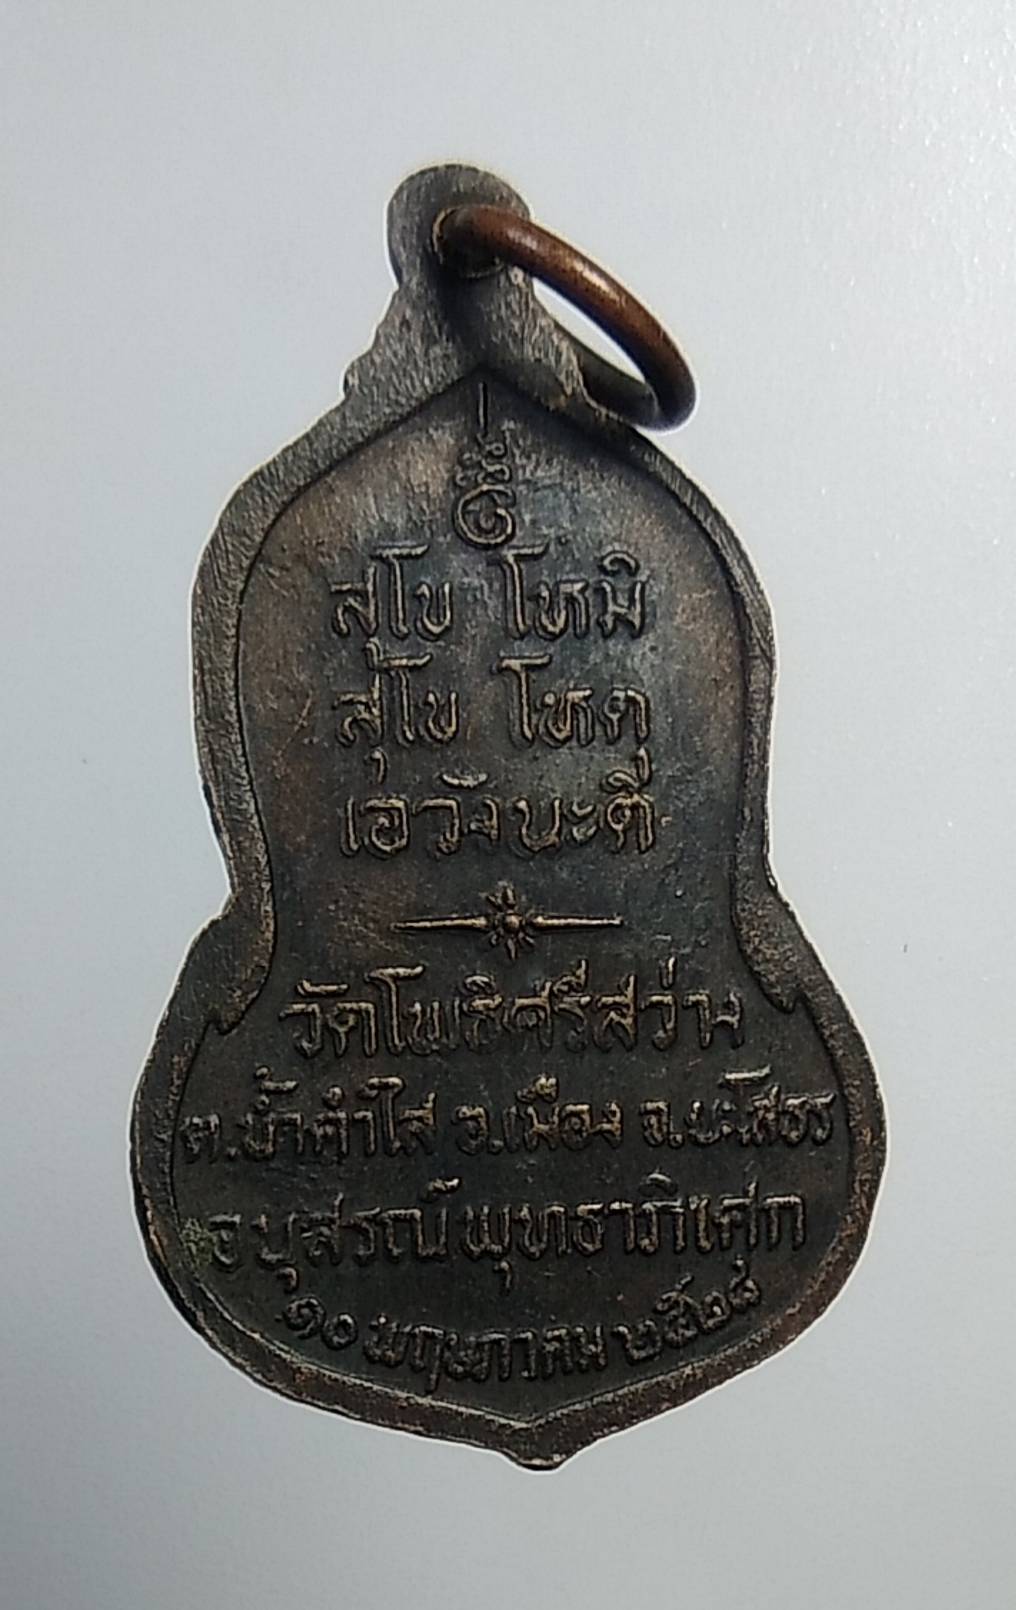 สุโข โหมิ
สุโข โหตุ
เอวังนะตี
วัดโพธิศรีสว่าง
ต.น้ำคำใส อ.เมือง จ.ยะโสธร
อนุสรณ์พุทธาภิเศก
๑๐ พฤษภาคม ๒๕๒๘